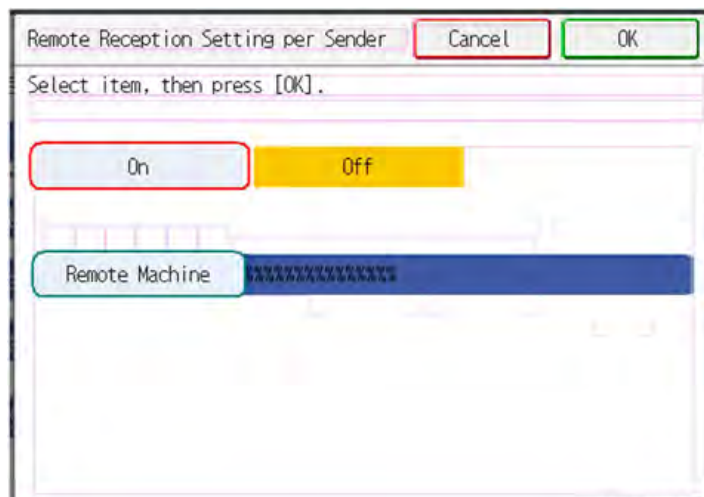 Remote Reception Setting per Sender Cancel OK
Select item, then press [OK].
On Off
Remote Machine %%%%%%%%%%%%%%%